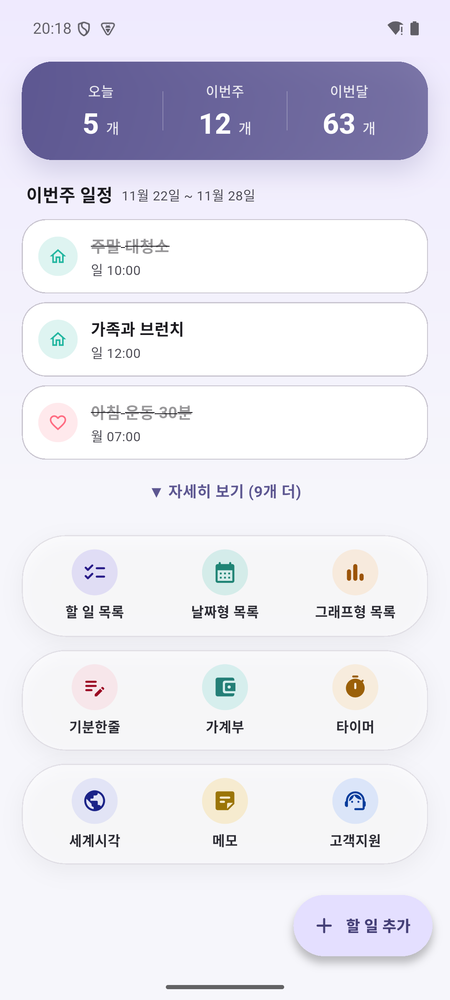 20:18
오늘 이번주 이번달
5 개 12 개 63 개
이번주 일정 11월 22일 ~ 11월 28일
주말 대청소
일 10:00
가족과 브런치
일 12:00
아침 운동 30분
월 07:00
▼ 자세히 보기 (9개 더)
할 일 목록 날짜형 목록 그래프형 목록
기분한줄 가계부 타이머
세계시각 메모 고객지원
+ 할 일 추가